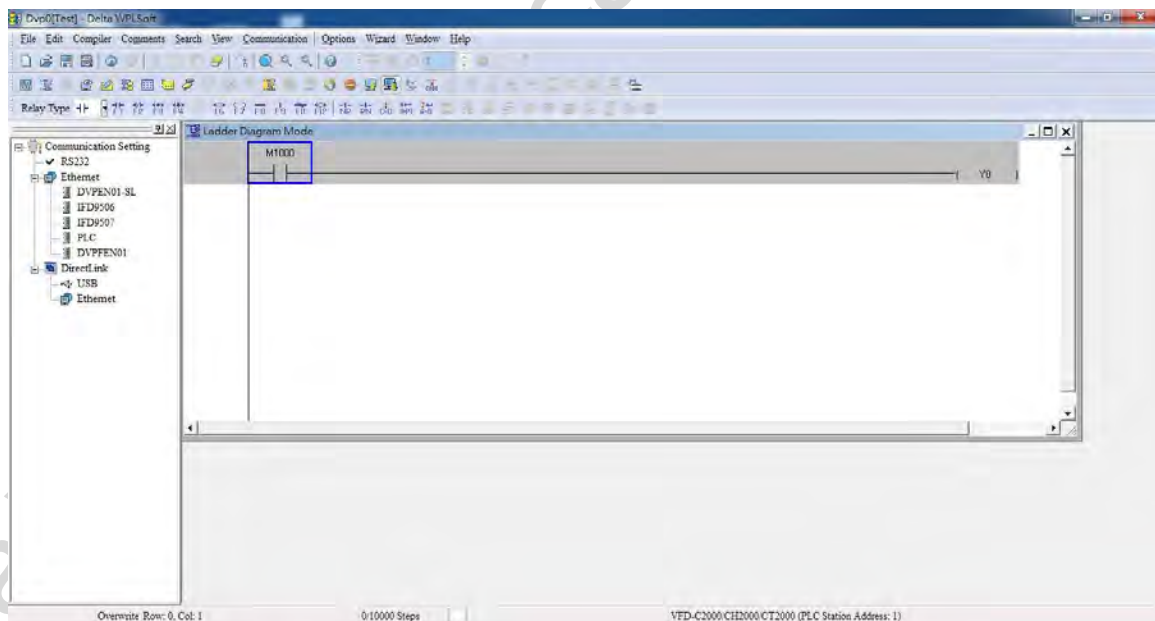 Dvp0[Test] - Delta WPLSoft
File Edit Compiler Comments Search View Communication Options Wizard Window Help
Relay Type
Communication Setting
RS232
Ethernet
DVPEN01-SL
IFD9506
IFD9507
PLC
DVPFEN01
DirectLink
USB
Ethernet
Ladder Diagram Mode
M1000
Y0
Overwrite Row: 0, Col: 1
0/10000 Steps
VFD-C2000/CH2000/CT2000 (PLC Station Address: 1)